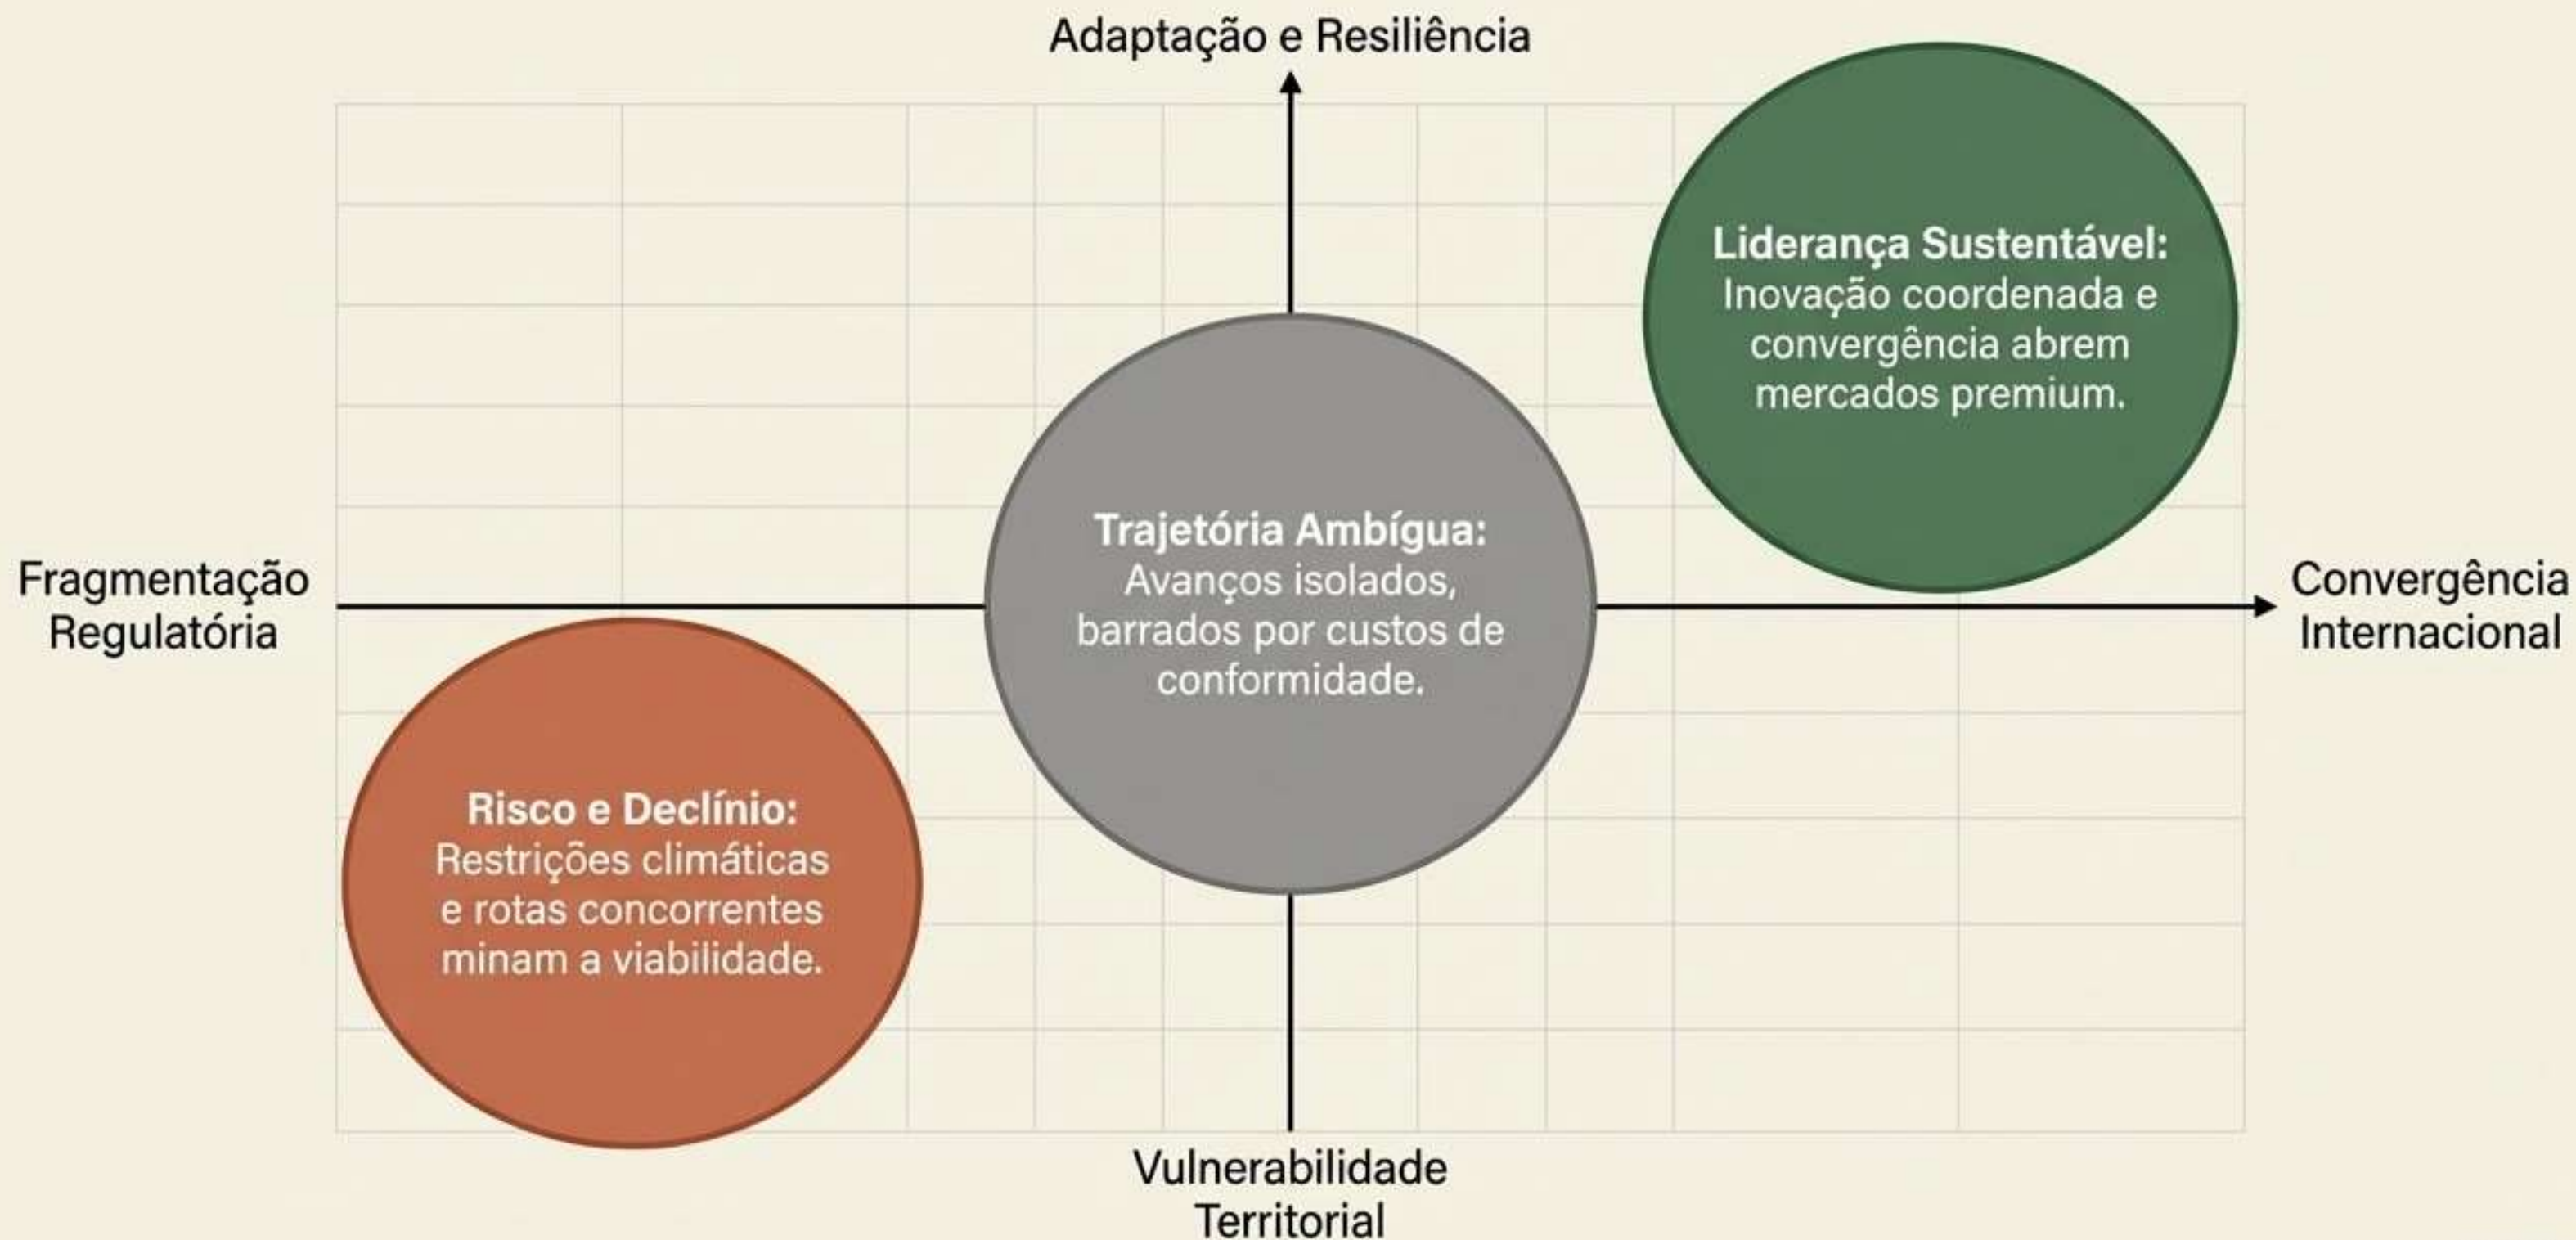 Adaptação e Resiliência
Liderança Sustentável:
Inovação coordenada e
convergência abrem
mercados premium.
Trajetória Ambígua:
Avanços isolados,
barrados por custos de
conformidade.
Fragmentação
Regulatória
Convergência
Internacional
Risco e Declínio:
Restrições climáticas
e rotas concorrentes
minam a viabilidade.
Vulnerabilidade
Territorial